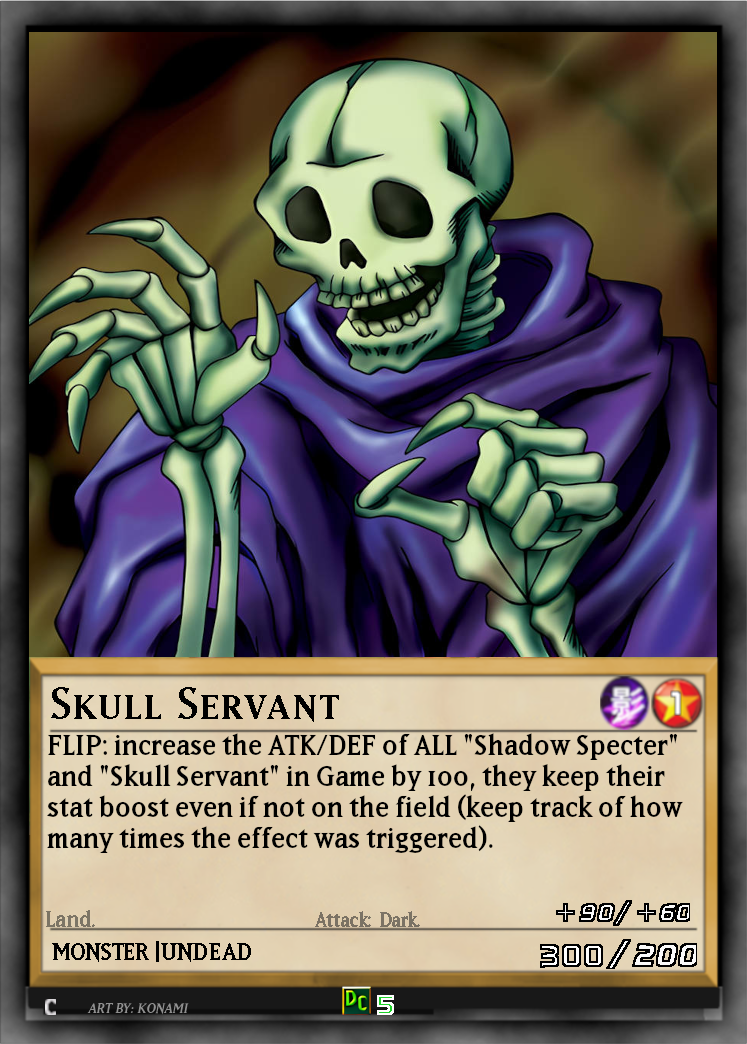 Skull Servant 影 1
FLIP: increase the ATK/DEF of ALL "Shadow Specter"
and "Skull Servant" in Game by 100, they keep their
stat boost even if not on the field (keep track of how
many times the effect was triggered).
Land. Attack: Dark. +90/+60
MONSTER |UNDEAD 300/200
C ART BY: KONAMI DC 5